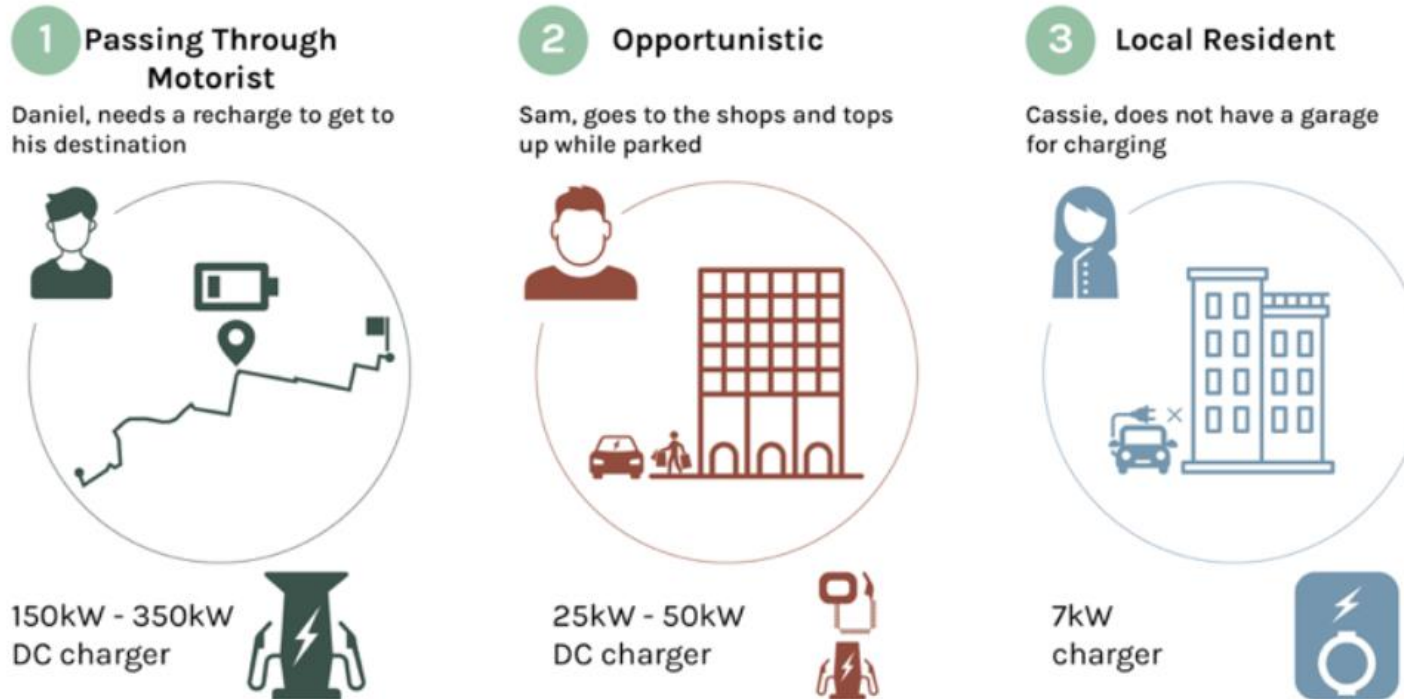 1 Passing Through
Motorist
Daniel, needs a recharge to get to
his destination
150kW - 350kW
DC charger
2 Opportunistic
Sam, goes to the shops and tops
up while parked
25kW - 50kW
DC charger
3 Local Resident
Cassie, does not have a garage
for charging
7kW
charger